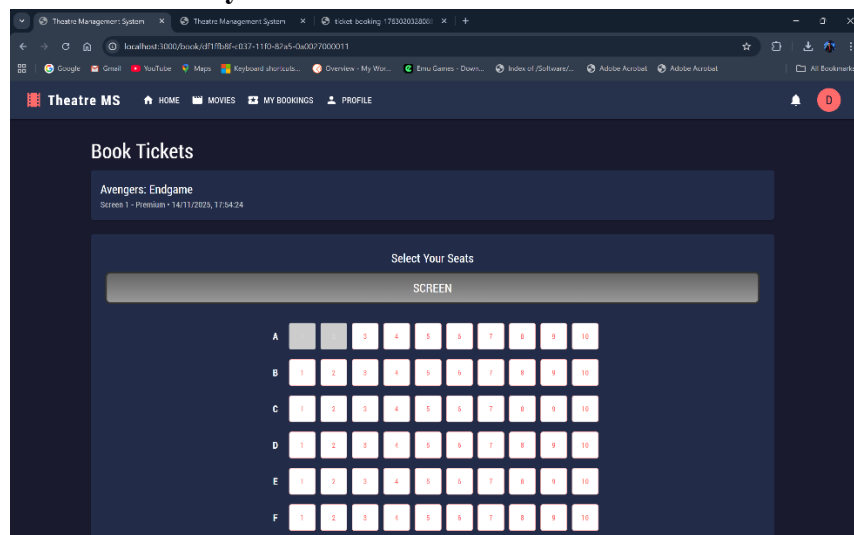 Theatre Management System
Theatre Management System
ticket booking
localhost:3000/book/df1ffb8f-c037-11f0-82a5-0a0027000011
Google Gmail YouTube Maps Keyboard shortcuts... Overview - My Wor... Emu Games - Down... Index of /Software/... Adobe Acrobat Adobe Acrobat All Bookmarks
Theatre MS HOME MOVIES MY BOOKINGS PROFILE D
Book Tickets
Avengers: Endgame
Screen 1 - Premium • 14/11/2025, 17:54:24
Select Your Seats
SCREEN
A 3 4 5 6 7 8 9 10
B 1 2 3 4 5 6 7 8 9 10
C 1 2 3 4 5 6 7 8 9 10
D 1 2 3 4 5 6 7 8 9 10
E 1 2 3 4 5 6 7 8 9 10
F 1 2 3 4 5 6 7 8 9 10